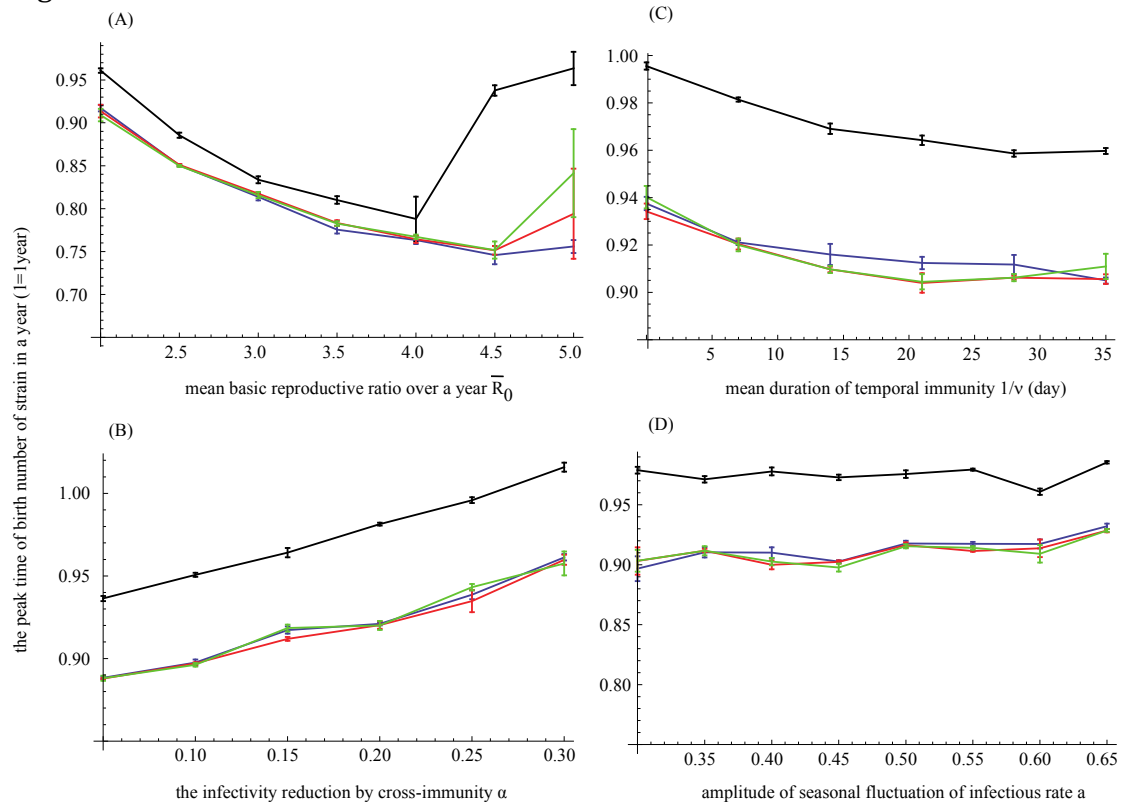 (A)
0.95
0.90
0.85
0.80
0.75
0.70
2.5 3.0 3.5 4.0 4.5 5.0
mean basic reproductive ratio over a year R̅0
(C)
1.00
0.98
0.96
0.94
0.92
0.90
5 10 15 20 25 30 35
mean duration of temporal immunity 1/ν (day)
the peak time of birth number of strain in a year (1=1year)
(B)
1.00
0.95
0.90
0.10 0.15 0.20 0.25 0.30
the infectivity reduction by cross-immunity α
(D)
0.95
0.90
0.85
0.80
0.35 0.40 0.45 0.50 0.55 0.60 0.65
amplitude of seasonal fluctuation of infectious rate a